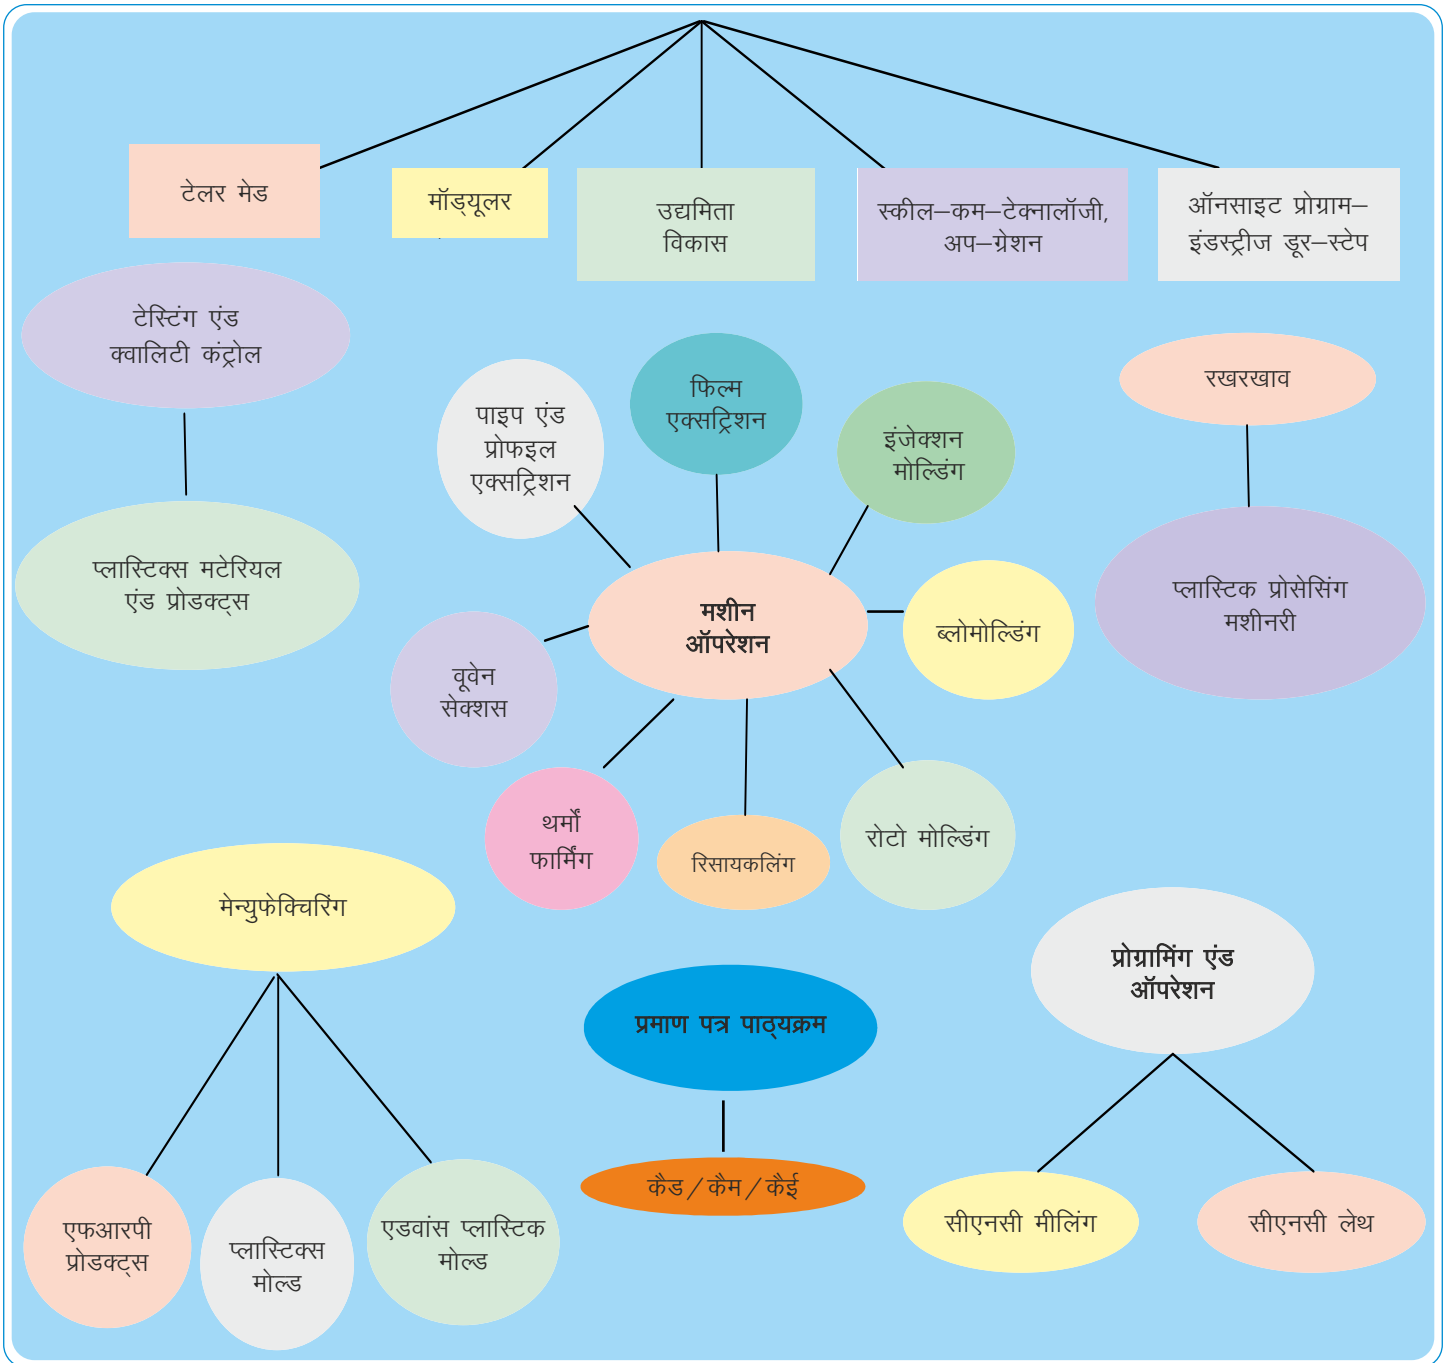 टेलर मेड
मॉड्यूलर
उद्यमिता
विकास
स्कील–कम–टेक्नालॉजी,
अप–ग्रेशन
ऑनसाइट प्रोग्राम–
इंडस्ट्रीज डूर–स्टेप
टेस्टिंग एंड
क्वालिटी कंट्रोल
प्लास्टिक्स मटेरियल
एंड प्रोडक्ट्स
पाइप एंड
प्रोफइल
एक्सट्रिशन
फिल्म
एक्सट्रिशन
इंजेक्शन
मोल्डिंग
रखरखाव
प्लास्टिक प्रोसेसिंग
मशीनरी
मशीन
ऑपरेशन
ब्लोमोल्डिंग
वूवेन
सेक्शस
थर्मों
फार्मिंग
रिसायकलिंग
रोटो मोल्डिंग
मेन्युफेक्चिरिंग
एफआरपी
प्रोडक्ट्स
प्लास्टिक्स
मोल्ड
एडवांस प्लास्टिक
मोल्ड
प्रमाण पत्र पाठ्यक्रम
कैड/कैम/कैई
प्रोग्रामिंग एंड
ऑपरेशन
सीएनसी मीलिंग
सीएनसी लेथ